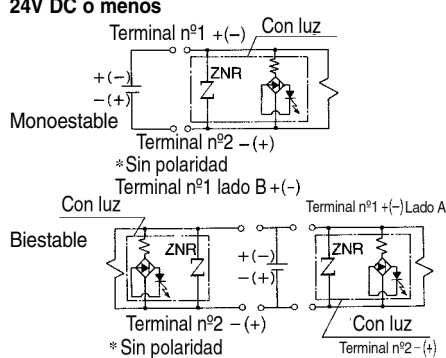 24V DC o menos
Terminal nº1 +(−)
Con luz
ZNR
+(−)
−(+)
Monoestable
Terminal nº2 −(+)
*Sin polaridad
Terminal nº1 lado B +(−)
Con luz
Terminal nº1 +(−) Lado A
Biestable
ZNR
+(−)
−(+)
ZNR
Terminal nº2 −(+)
Con luz
*Sin polaridad
Terminal nº2 −(+)